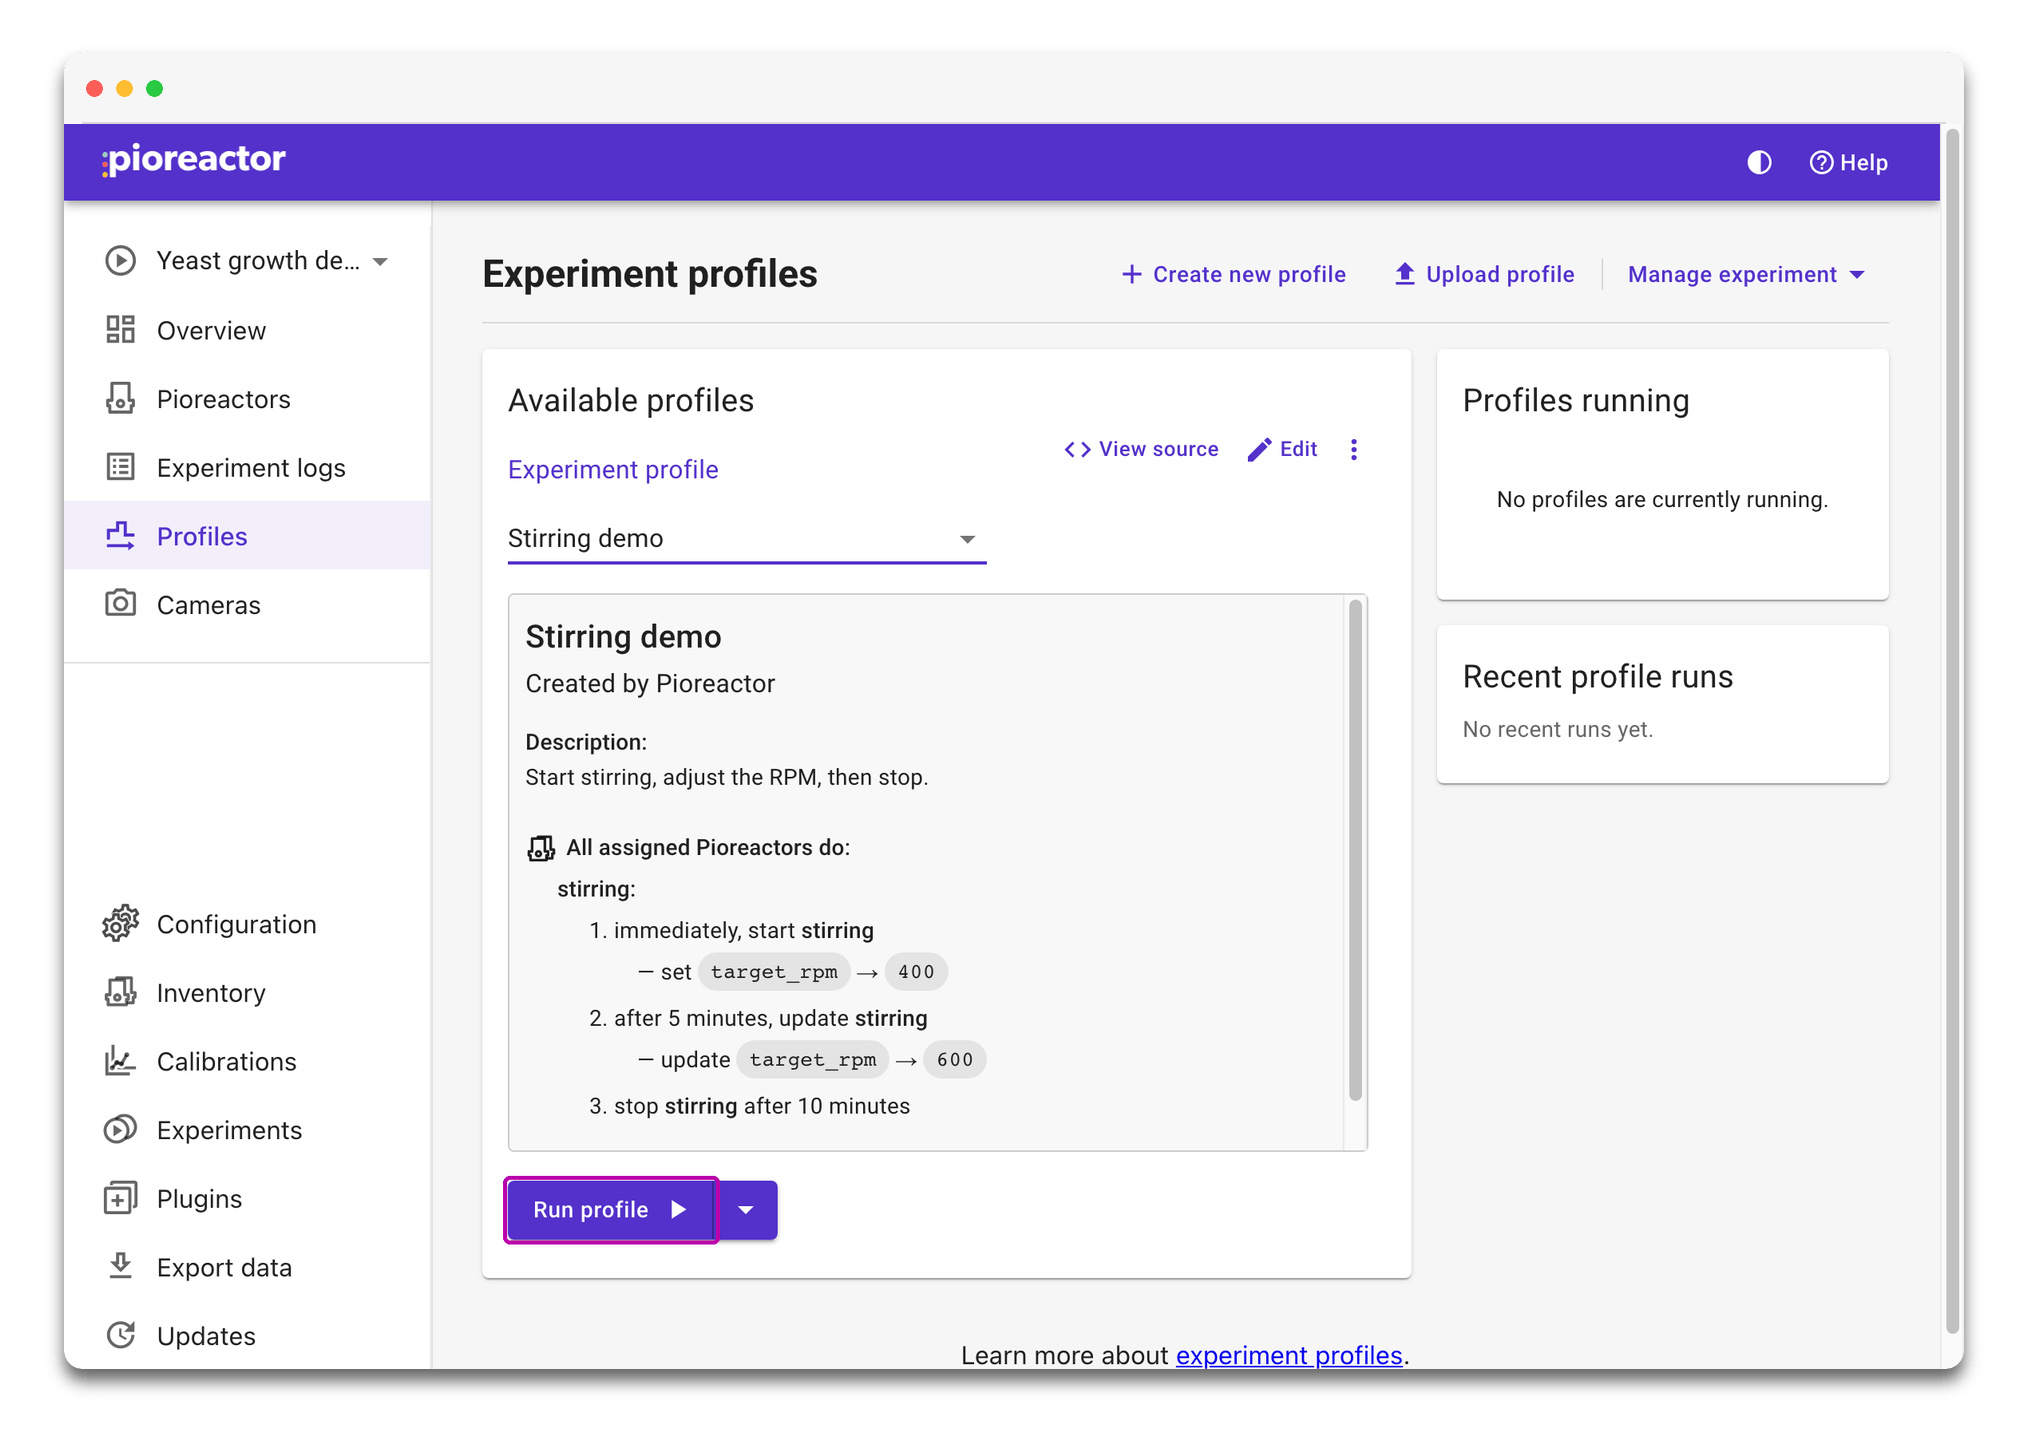 pioreactor
Help
Yeast growth de...
Overview
Pioreactors
Experiment logs
Profiles
Cameras
Configuration
Inventory
Calibrations
Experiments
Plugins
Export data
Updates
Experiment profiles
Create new profile
Upload profile
Manage experiment
Available profiles
View source
Edit
Experiment profile
Stirring demo
Stirring demo
Created by Pioreactor
Description:
Start stirring, adjust the RPM, then stop.
All assigned Pioreactors do:
stirring:
1. immediately, start stirring
— set target_rpm → 400
2. after 5 minutes, update stirring
— update target_rpm → 600
3. stop stirring after 10 minutes
Run profile
Profiles running
No profiles are currently running.
Recent profile runs
No recent runs yet.
Learn more about experiment profiles.